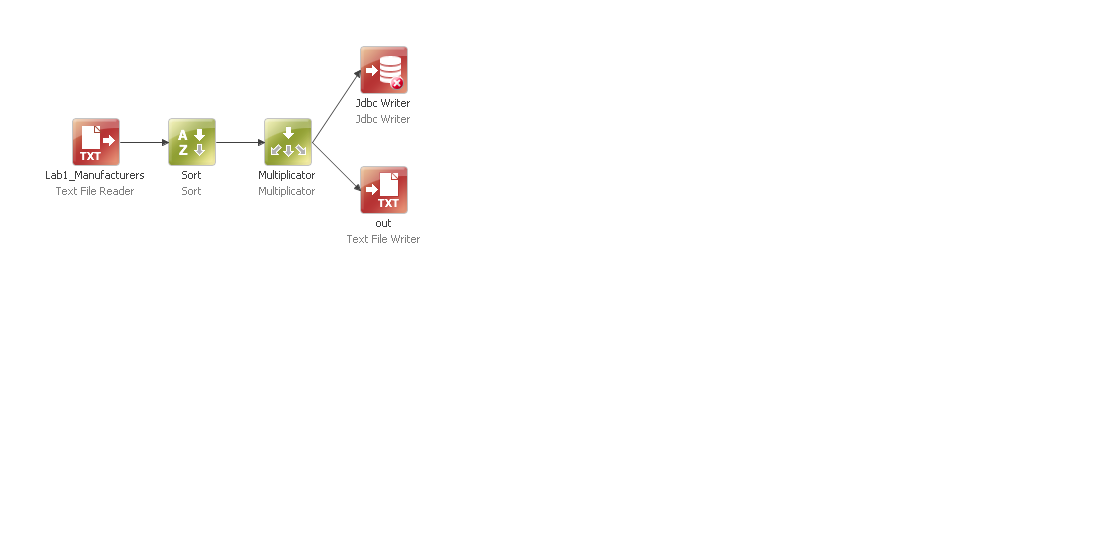 Jdbc Writer
Jdbc Writer
TXT
Lab1_Manufacturers
Text File Reader
A
Z
Sort
Sort
Multiplicator
Multiplicator
TXT
out
Text File Writer